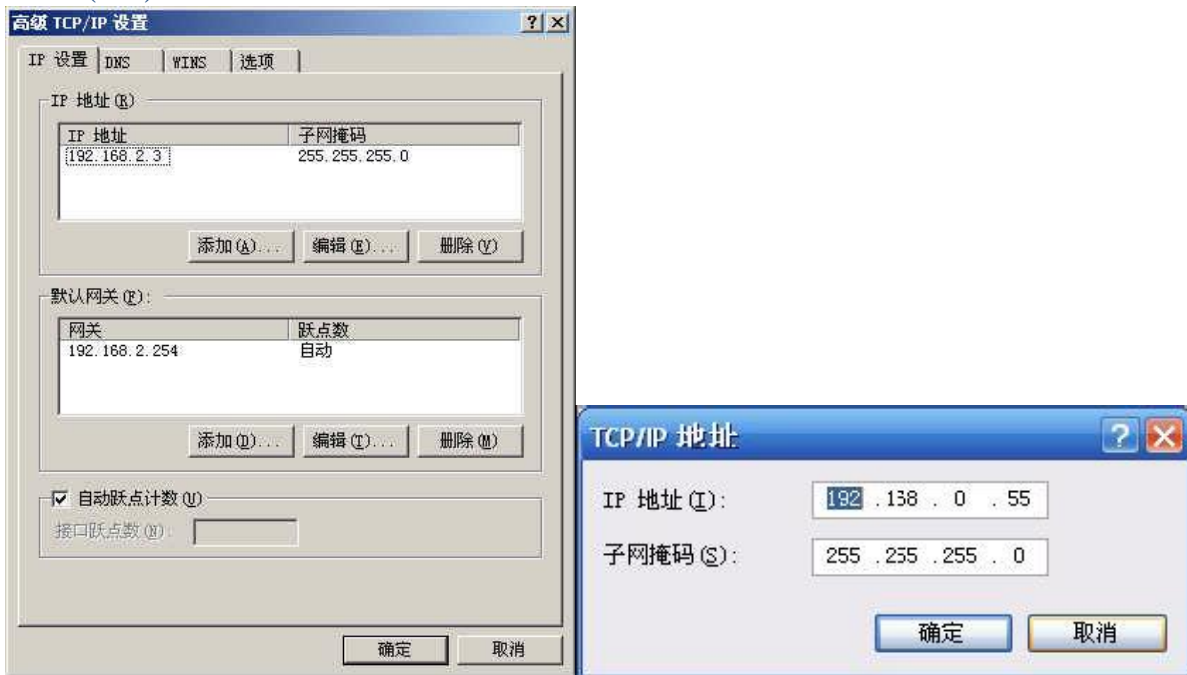 高级 TCP/IP 设置
IP 设置 DNS WINS 选项
IP 地址(R)
IP 地址 子网掩码
192.168.2.3 255.255.255.0
添加(A)... 编辑(E)... 删除(V)
默认网关(F):
网关 跃点数
192.168.2.254 自动
添加(D)... 编辑(T)... 删除(M)
自动跃点计数(U)
接口跃点数(N):
确定 取消
TCP/IP 地址
IP 地址(I): 192 .168 . 0 . 55
子网掩码(S): 255 .255 .255 . 0
确定 取消